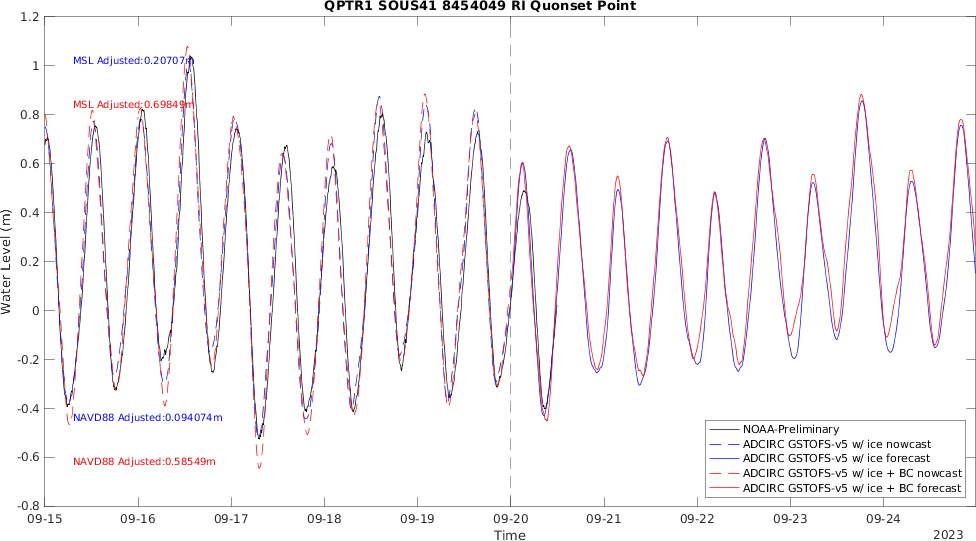 QPTR1 SOUS41 8454049 RI Quonset Point
1.2
1
0.8
0.6
0.4
0.2
0
-0.2
-0.4
-0.6
-0.8
Water Level (m)
MSL Adjusted:0.20707m
MSL Adjusted:0.69849m
NAVD88 Adjusted:0.094074m
NAVD88 Adjusted:0.58549m
NOAA-Preliminary
ADCIRC GSTOFS-v5 w/ ice nowcast
ADCIRC GSTOFS-v5 w/ ice forecast
ADCIRC GSTOFS-v5 w/ ice + BC nowcast
ADCIRC GSTOFS-v5 w/ ice + BC forecast
09-15 09-16 09-17 09-18 09-19 09-20 09-21 09-22 09-23 09-24
Time
2023